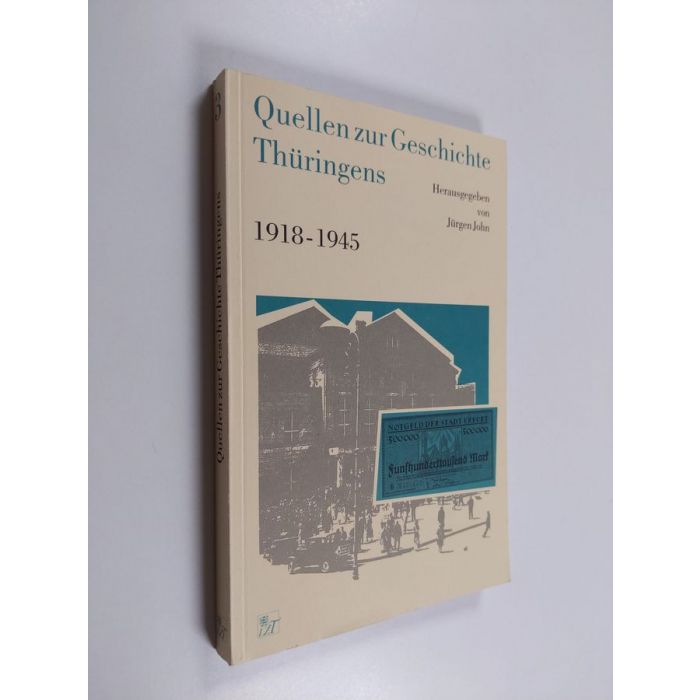 Quellen zur Geschichte
Thüringens
Herausgegeben
von
Jürgen John
1918-1945
NOTGELD DER STADT ERFURT
500000 500000
Fünfhunderttausend Mark
3
Quellen zur Geschichte Thüringens